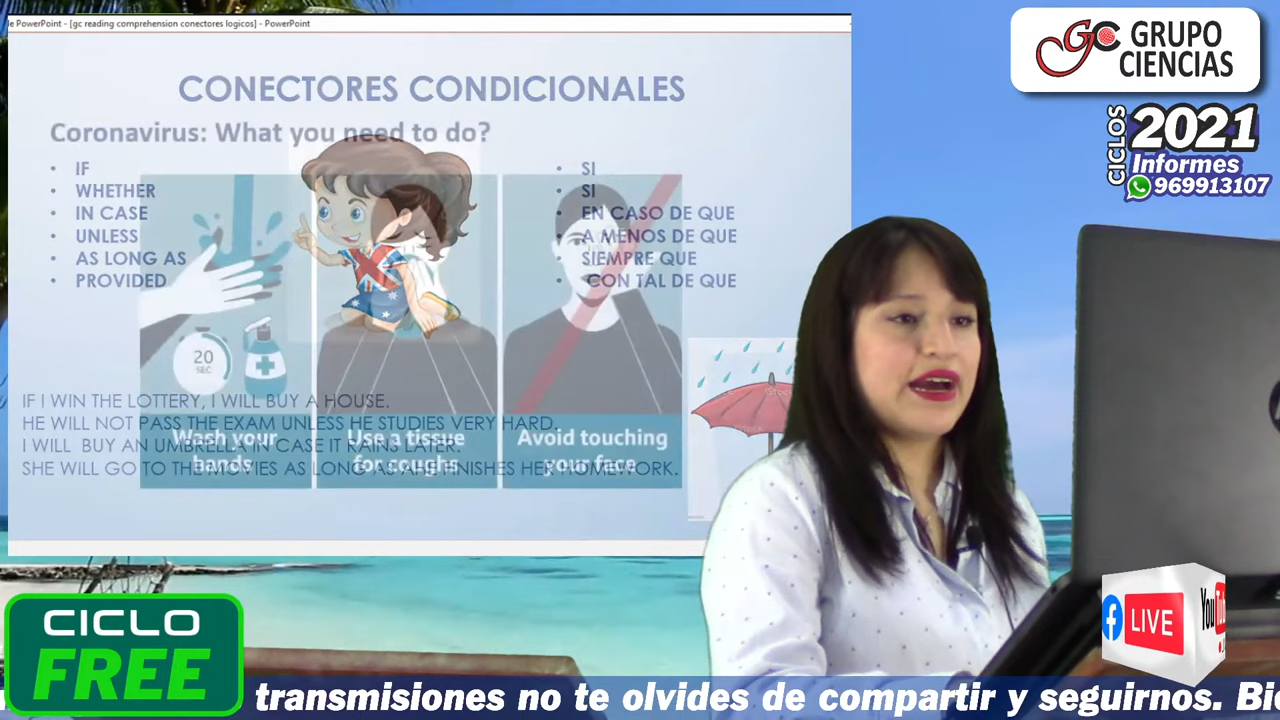 le PowerPoint - [gc reading comprehension conectores logicos] - PowerPoint
CONECTORES CONDICIONALES
Coronavirus: What you need to do?
• IF
• WHETHER
• IN CASE
• UNLESS
• AS LONG AS
• PROVIDED
• SI
• SI
• EN CASO DE QUE
• A MENOS DE QUE
• SIEMPRE QUE
• CON TAL DE QUE
20
SEC
IF I WIN THE LOTTERY, I WILL BUY A HOUSE.
HE WILL NOT PASS THE EXAM UNLESS HE STUDIES VERY HARD.
I WILL BUY AN UMBRELLA IN CASE IT RAINS LATER.
SHE WILL GO TO THE MOVIES AS LONG AS FINISHES HER HOMEWORK.
Wash your
hands
Use a tissue
for coughs
Avoid touching
your face
GC GRUPO
CIENCIAS
CICLOS
2021
Informes
969913107
LIVE
You
CICLO
FREE
transmisiones no te olvides de compartir y seguirnos. Bie